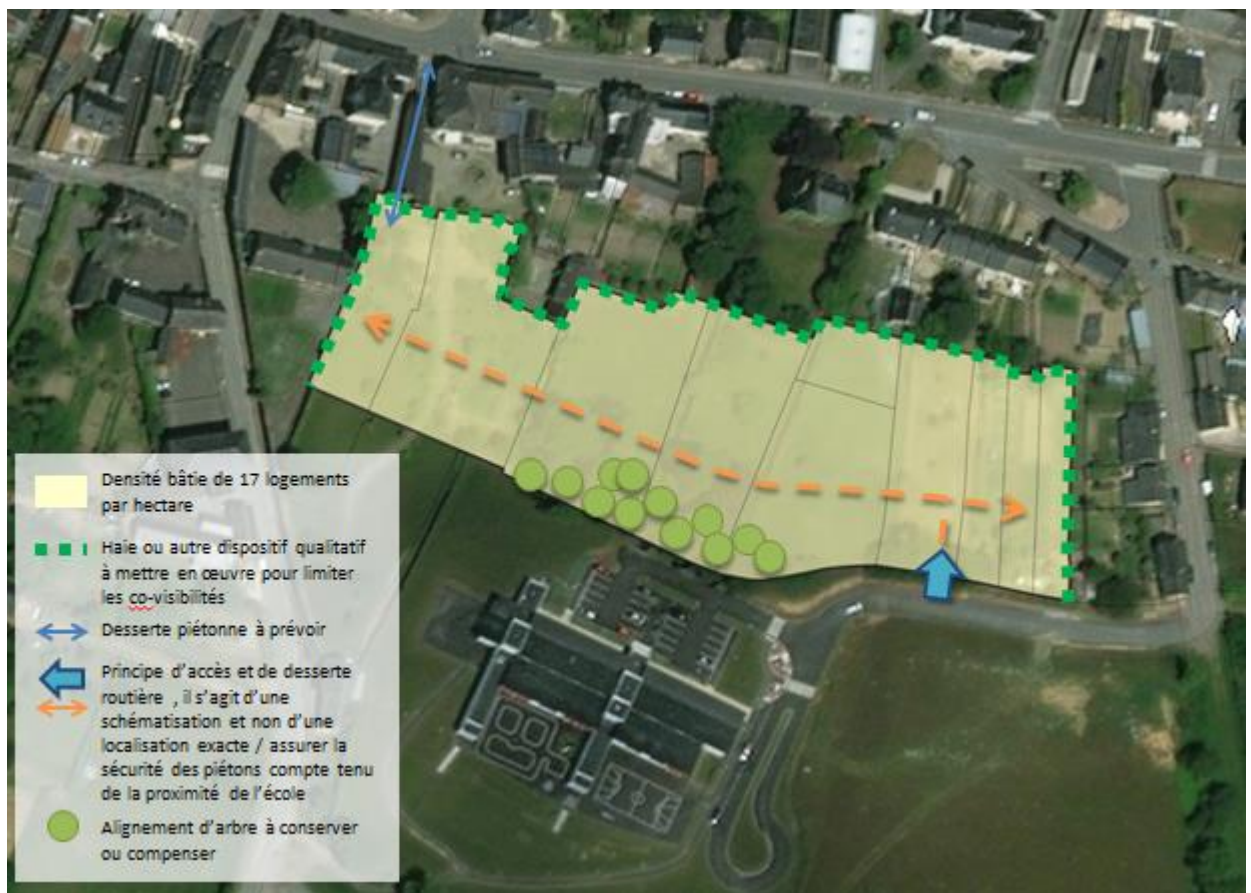 Densité bâtie de 17 logements
par hectare
Haie ou autre dispositif qualitatif
à mettre en œuvre pour limiter
les co-visibilités
Desserte piétonne à prévoir
Principe d'accès et de desserte
routière , il s'agit d'une
schématisation et non d'une
localisation exacte / assurer la
sécurité des piétons compte tenu
de la proximité de l'école
Alignement d'arbre à conserver
ou compenser